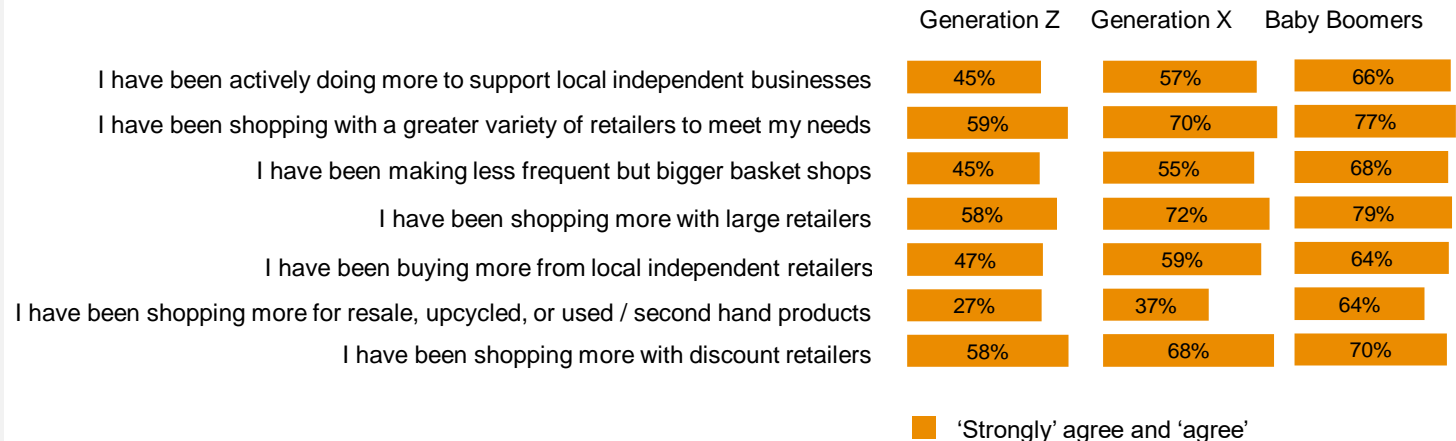 Generation Z Generation X Baby Boomers
I have been actively doing more to support local independent businesses 45% 57% 66%
I have been shopping with a greater variety of retailers to meet my needs 59% 70% 77%
I have been making less frequent but bigger basket shops 45% 55% 68%
I have been shopping more with large retailers 58% 72% 79%
I have been buying more from local independent retailers 47% 59% 64%
I have been shopping more for resale, upcycled, or used / second hand products 27% 37% 64%
I have been shopping more with discount retailers 58% 68% 70%
‘Strongly’ agree and ‘agree’